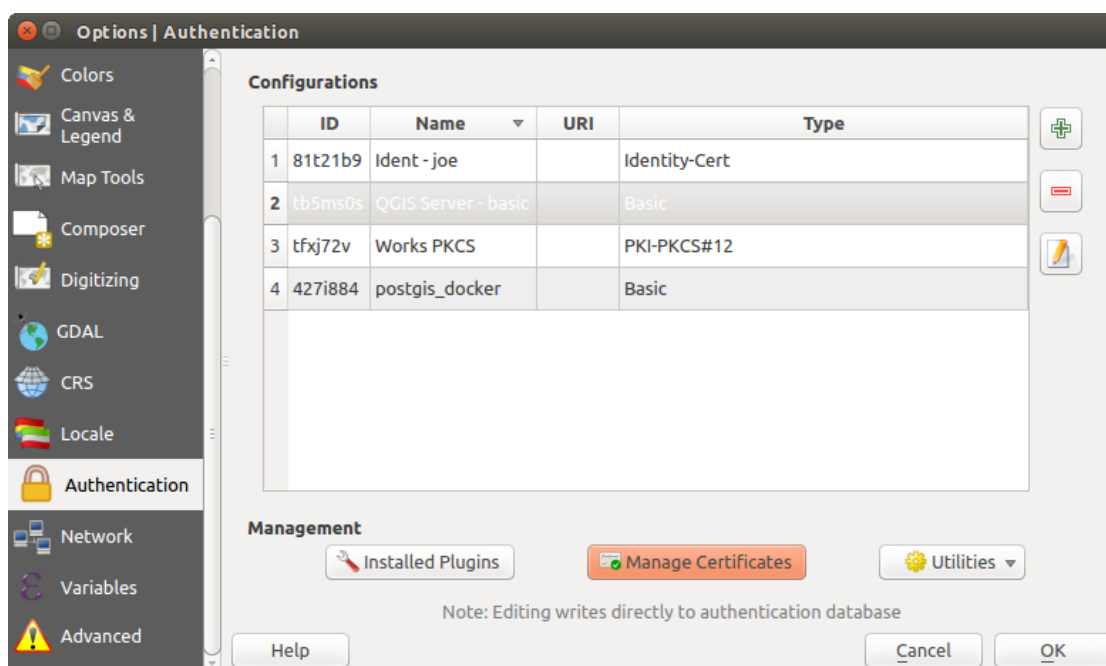 Options | Authentication
Colors
Canvas &
Legend
Map Tools
Composer
Digitizing
GDAL
CRS
Locale
Authentication
Network
Variables
Advanced
Configurations
ID Name URI Type
1 81t21b9 Ident - joe Identity-Cert
2 tb5ms0s QGIS Server - basic Basic
3 tfxj72v Works PKCS PKI-PKCS#12
4 427i884 postgis_docker Basic
Management
Installed Plugins Manage Certificates Utilities
Note: Editing writes directly to authentication database
Help Cancel OK